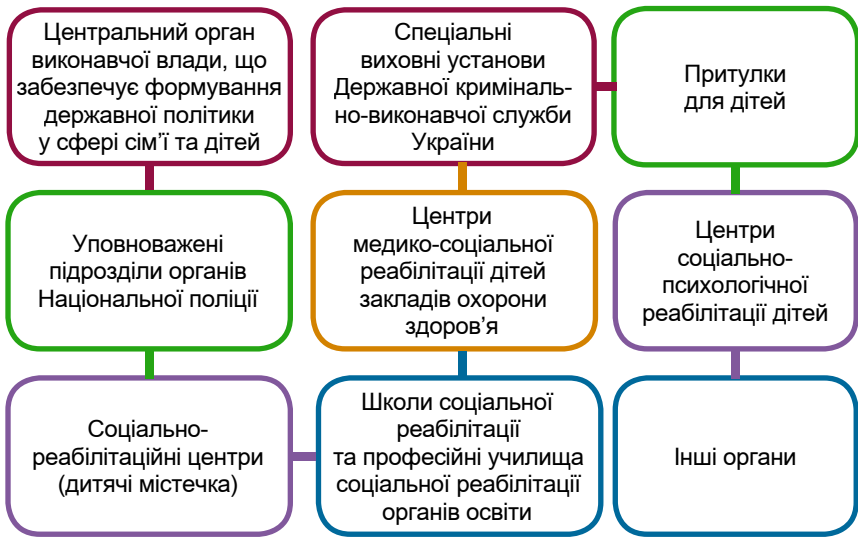 Центральний орган
виконавчої влади, що
забезпечує формування
державної політики
у сфері сім’ї та дітей
Спеціальні
виховні установи
Державної криміналь-
но-виконавчої служби
України
Притулки
для дітей
Уповноважені
підрозділи органів
Національної поліції
Центри
медико-соціальної
реабілітації дітей
закладів охорони
здоров’я
Центри
соціально-
психологічної
реабілітації дітей
Соціально-
реабілітаційні центри
(дитячі містечка)
Школи соціальної
реабілітації
та професійні училища
соціальної реабілітації
органів освіти
Інші органи